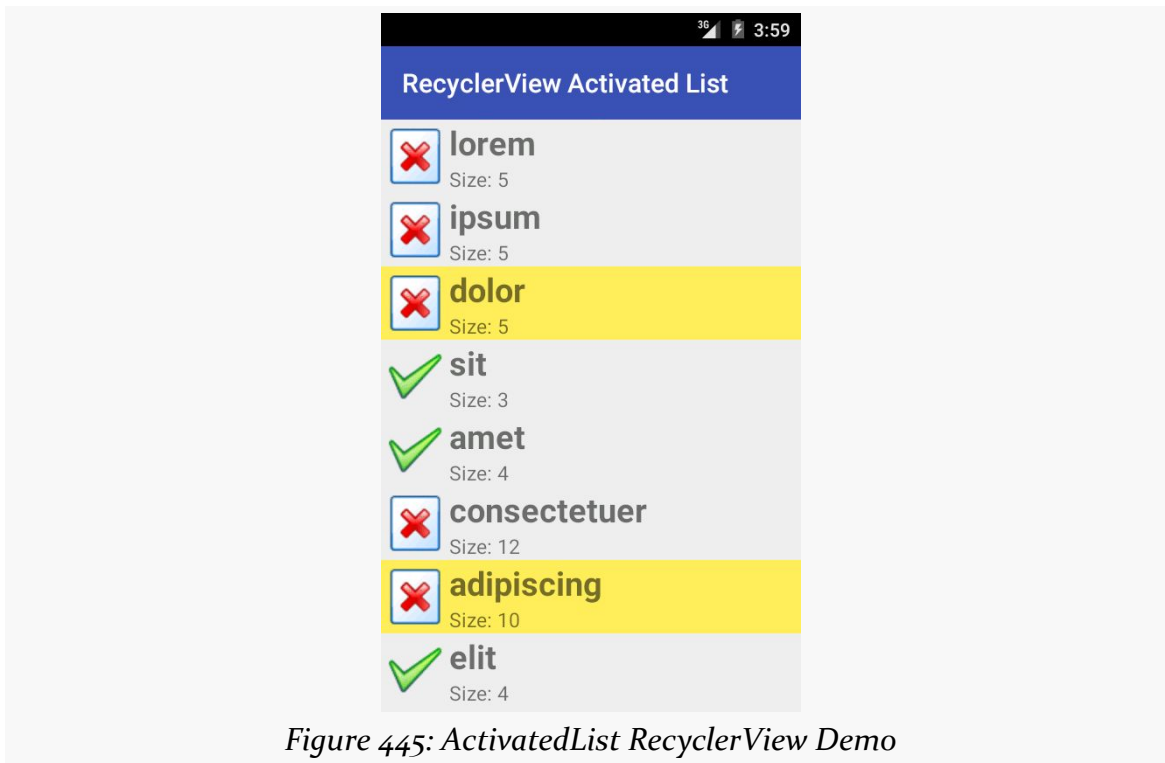 3G 3:59
RecyclerView Activated List
lorem
Size: 5
ipsum
Size: 5
dolor
Size: 5
sit
Size: 3
amet
Size: 4
consectetuer
Size: 12
adipiscing
Size: 10
elit
Size: 4
Figure 445: ActivatedList RecyclerView Demo